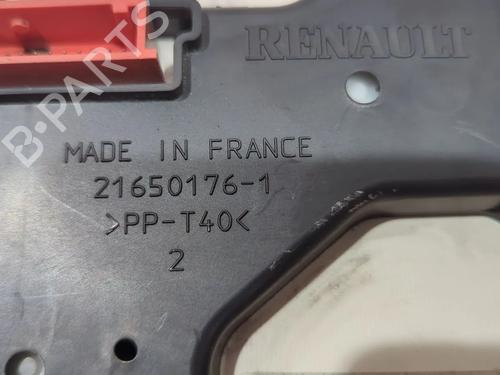 RENAULT
B-PARTS
MADE IN FRANCE
21650176-1
>PP-T40<
2